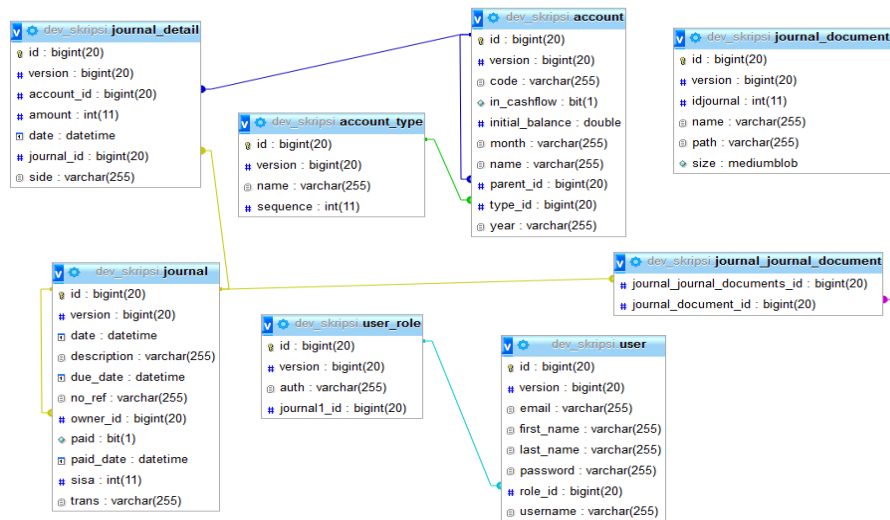 dev_skripsi.journal_detail
id : bigint(20)
version : bigint(20)
account_id : bigint(20)
amount : int(11)
date : datetime
journal_id : bigint(20)
side : varchar(255)
dev_skripsi.account_type
id : bigint(20)
version : bigint(20)
name : varchar(255)
sequence : int(11)
dev_skripsi.account
id : bigint(20)
version : bigint(20)
code : varchar(255)
in_cashflow : bit(1)
initial_balance : double
month : varchar(255)
name : varchar(255)
parent_id : bigint(20)
type_id : bigint(20)
year : varchar(255)
dev_skripsi.journal_document
id : bigint(20)
version : bigint(20)
idjournal : int(11)
name : varchar(255)
path : varchar(255)
size : mediumblob
dev_skripsi.journal
id : bigint(20)
version : bigint(20)
date : datetime
description : varchar(255)
due_date : datetime
no_ref : varchar(255)
owner_id : bigint(20)
paid : bit(1)
paid_date : datetime
sisa : int(11)
trans : varchar(255)
dev_skripsi.user_role
id : bigint(20)
version : bigint(20)
auth : varchar(255)
journal1_id : bigint(20)
dev_skripsi.user
id : bigint(20)
version : bigint(20)
email : varchar(255)
first_name : varchar(255)
last_name : varchar(255)
password : varchar(255)
role_id : bigint(20)
username : varchar(255)
dev_skripsi.journal_journal_document
journal_journal_documents_id : bigint(20)
journal_document_id : bigint(20)